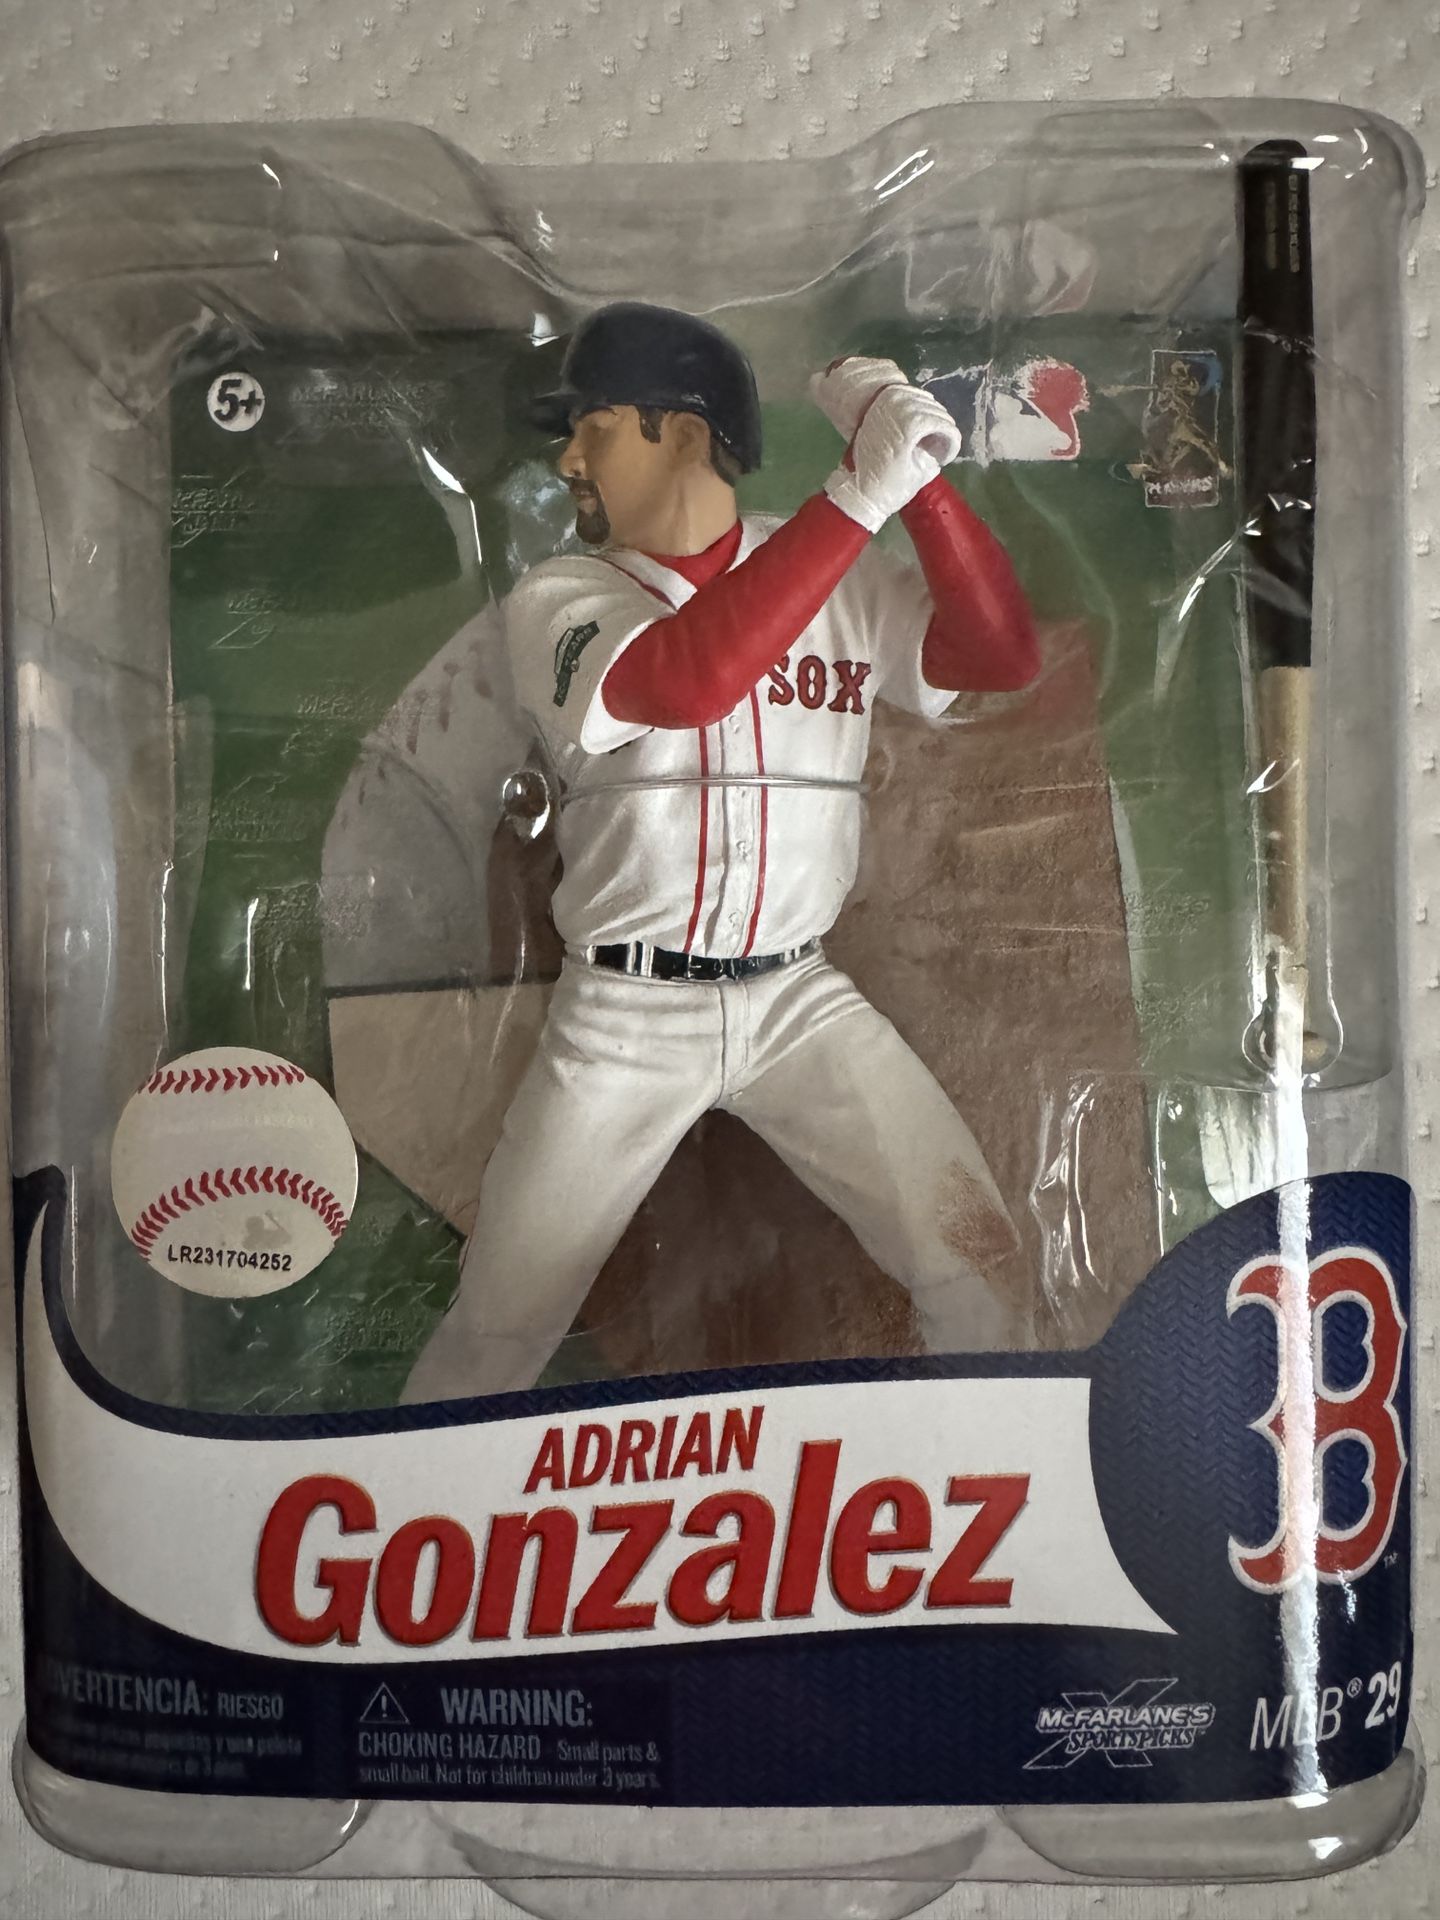 5+
PLAYERS
SOX
LR231704252
B
ADRIAN
Gonzalez
ADVERTENCIA: RIESGO
WARNING:
CHOKING HAZARD - Small parts &
small ball. Not for children under 3 years.
McFARLANE'S
SPORTSPICKS
MLB® 29